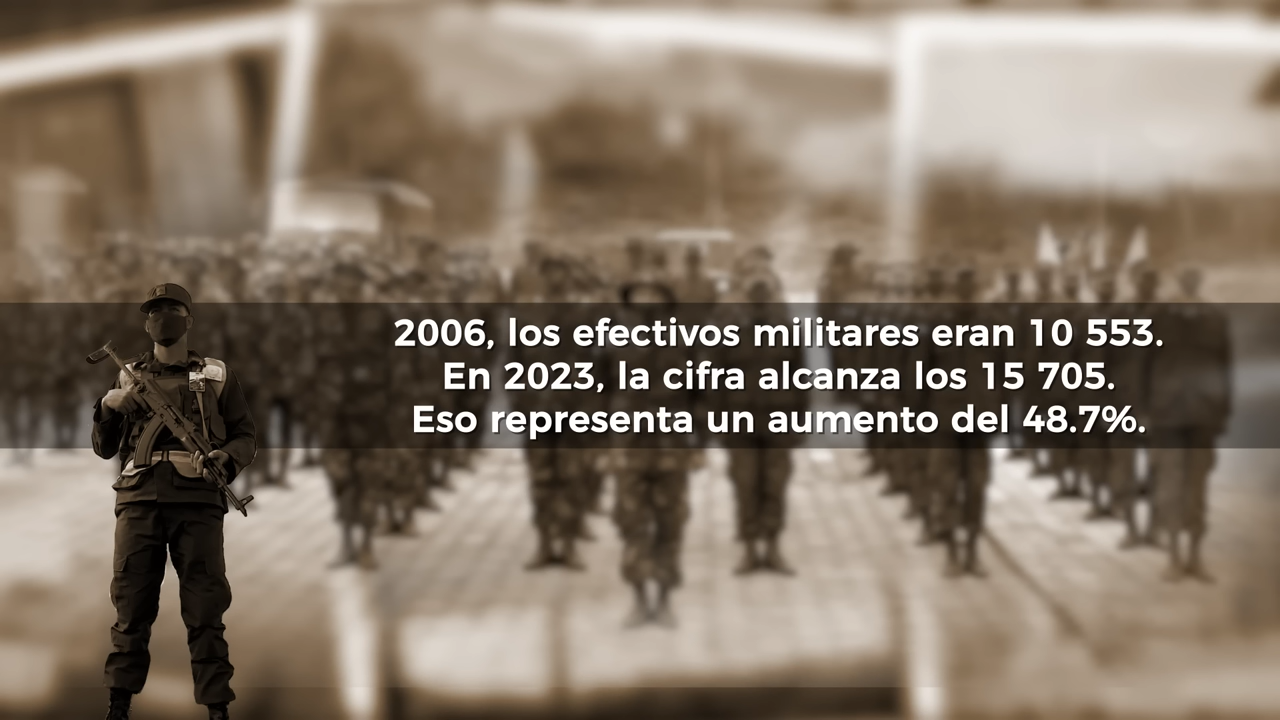 2006, los efectivos militares eran 10 553.
En 2023, la cifra alcanza los 15 705.
Eso representa un aumento del 48.7%.